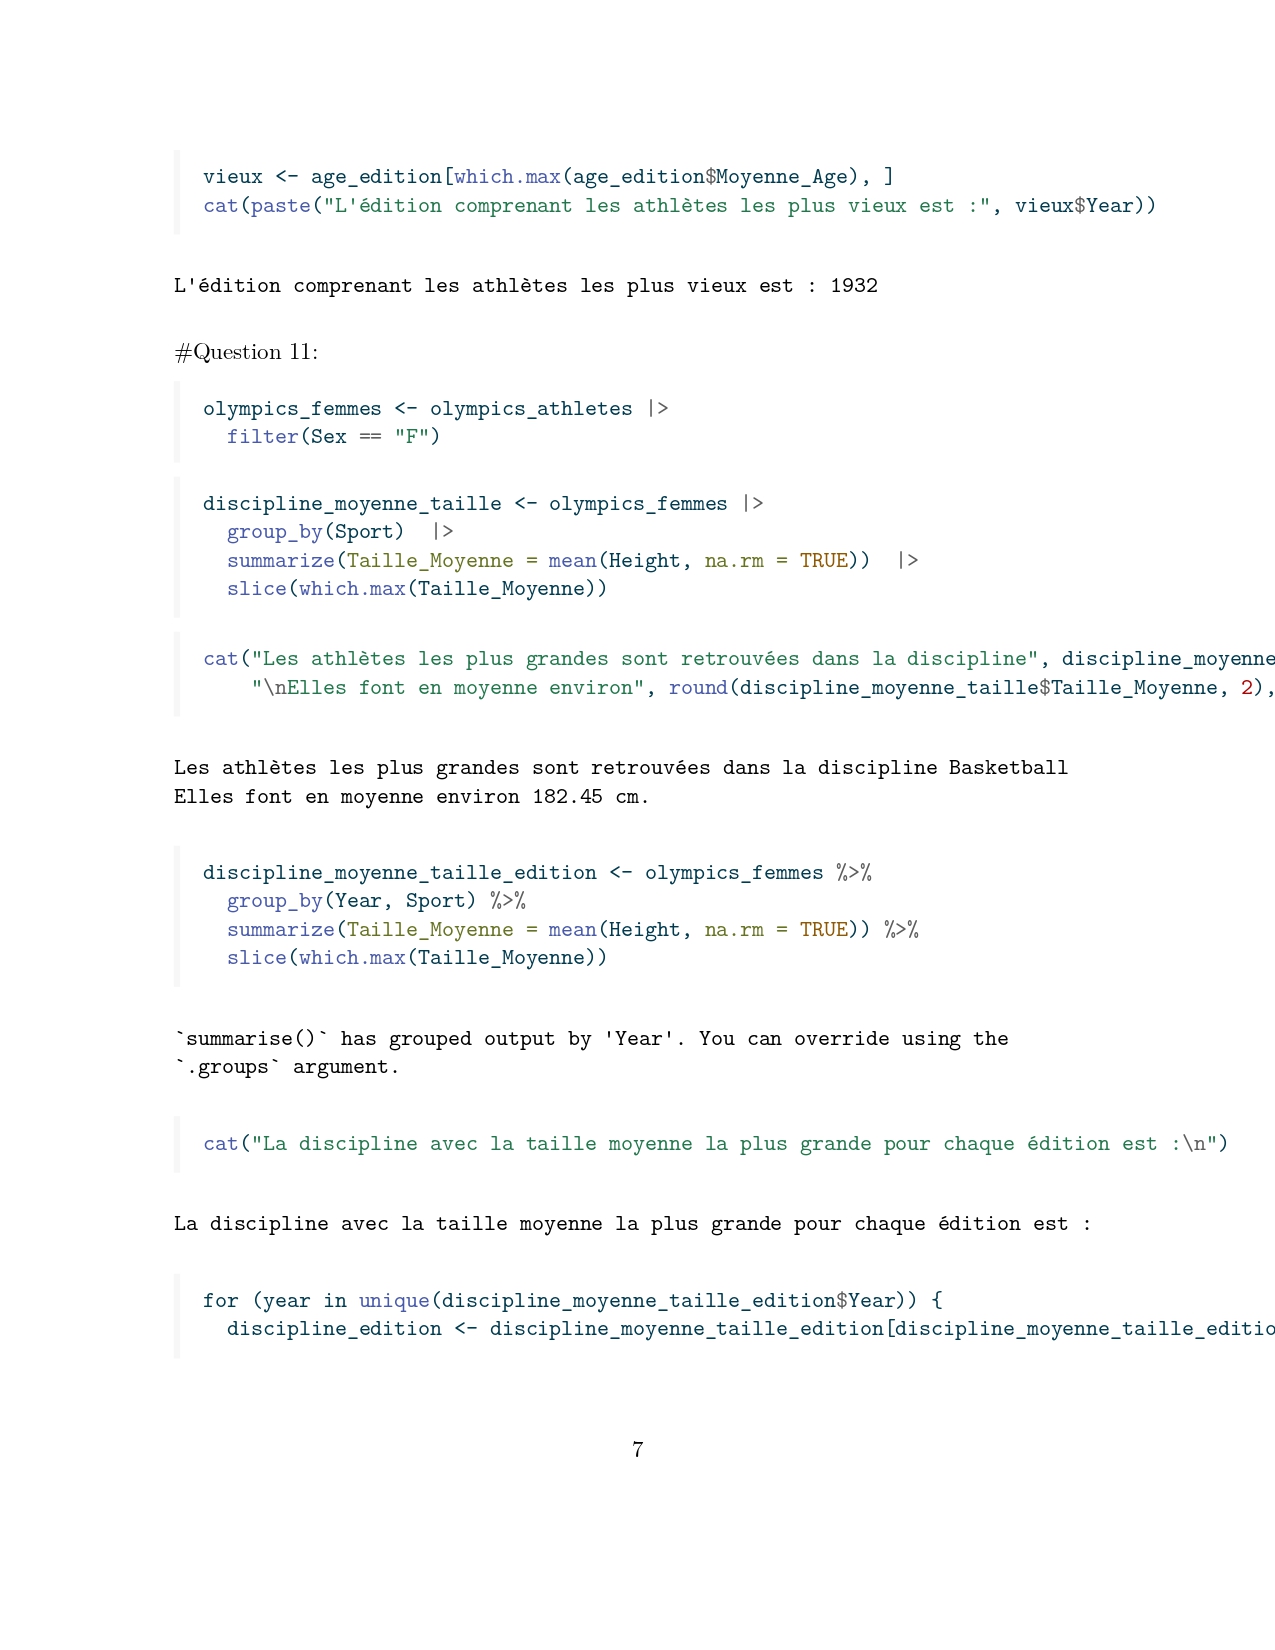 vieux <- age_edition[which.max(age_edition$Moyenne_Age), ]
cat(paste("L'édition comprenant les athlètes les plus vieux est :", vieux$Year))
L'édition comprenant les athlètes les plus vieux est : 1932
#Question 11:
olympics_femmes <- olympics_athletes |>
  filter(Sex == "F")
discipline_moyenne_taille <- olympics_femmes |>
  group_by(Sport)  |>
  summarize(Taille_Moyenne = mean(Height, na.rm = TRUE))  |>
  slice(which.max(Taille_Moyenne))
cat("Les athlètes les plus grandes sont retrouvées dans la discipline", discipline_moyenne
    "\nElles font en moyenne environ", round(discipline_moyenne_taille$Taille_Moyenne, 2),
Les athlètes les plus grandes sont retrouvées dans la discipline Basketball
Elles font en moyenne environ 182.45 cm.
discipline_moyenne_taille_edition <- olympics_femmes %>%
  group_by(Year, Sport) %>%
  summarize(Taille_Moyenne = mean(Height, na.rm = TRUE)) %>%
  slice(which.max(Taille_Moyenne))
`summarise()` has grouped output by 'Year'. You can override using the
`.groups` argument.
cat("La discipline avec la taille moyenne la plus grande pour chaque édition est :\n")
La discipline avec la taille moyenne la plus grande pour chaque édition est :
for (year in unique(discipline_moyenne_taille_edition$Year)) {
  discipline_edition <- discipline_moyenne_taille_edition[discipline_moyenne_taille_editio
7